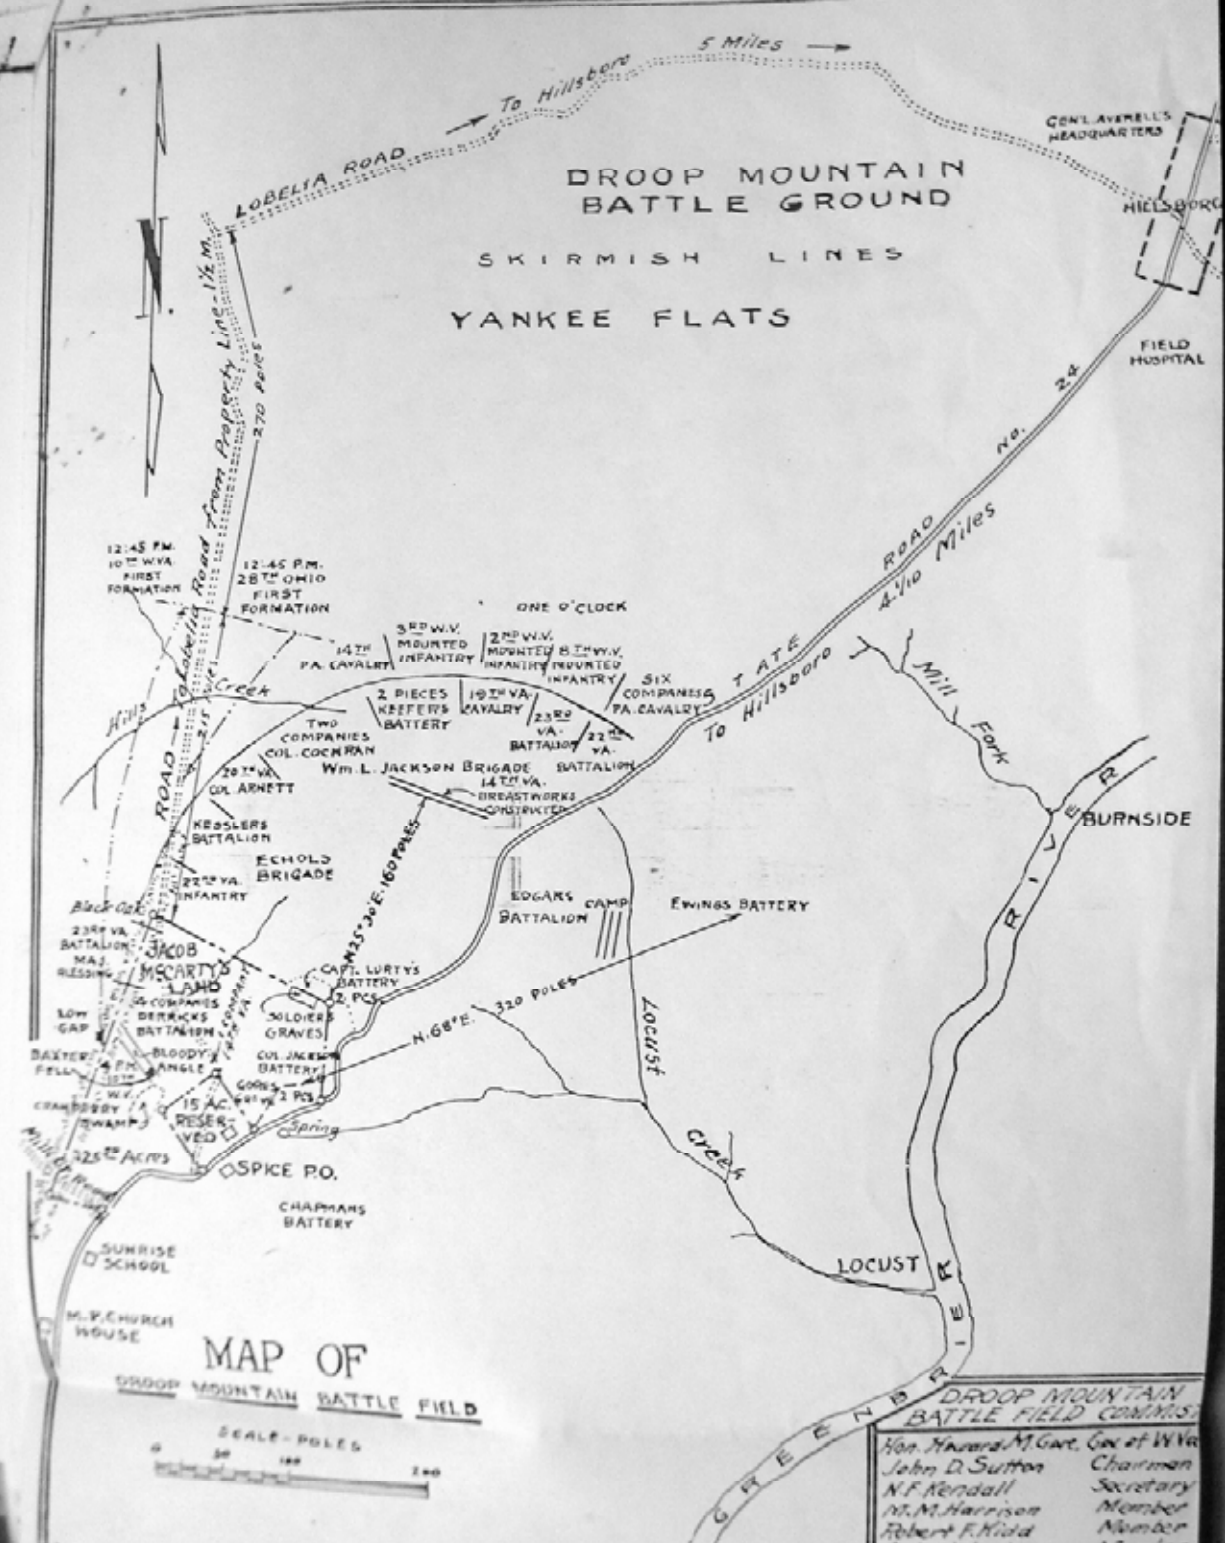 5 Miles
To Hillsboro
LOBELIA ROAD
GEN'L. AVERELL'S
HEADQUARTERS
DROOP MOUNTAIN
BATTLE GROUND
SKIRMISH LINES
YANKEE FLATS
HILLSBORO
FIELD
HOSPITAL
N
Lobelia Road from Property Line - 1½ M.
270 Poles
STATE ROAD NO. 24
To Hillsboro 4.1/10 Miles
12:45 P.M.
10TH W.VA.
FIRST
FORMATION
12:45 P.M.
28TH OHIO
FIRST
FORMATION
ONE O'CLOCK
14TH
PA. CAVALRY
3RD W.V.
MOUNTED
INFANTRY
2ND W.V.
MOUNTED
INFANTRY
8TH W.V.
MOUNTED
INFANTRY
SIX
COMPANIES
PA. CAVALRY
Hills Creek
2 PIECES
KEEPERS
BATTERY
19TH VA.
CAVALRY
23RD
VA.
BATTALION
22ND
VA.
BATTALION
TWO
COMPANIES
COL. COCHRAN
Wm. L. JACKSON BRIGADE
14TH VA.
BREASTWORKS
CONSTRUCTED
20TH VA.
COL. ARNETT
ROAD
215
KESSLERS
BATTALION
ECHOLS
BRIGADE
22ND VA.
INFANTRY
N25°30'E. 160 POLES
Mill Fork
BURNSIDE
EDGARS
BATTALION
CAMP
EWINGS BATTERY
Black Oak
23RD VA.
BATTALION
MAJ.
BLESSING
JACOB
McCARTY'S
LAND
4 COMPANIES
DERRICKS
BATTALION
CAPT. LURTY'S
BATTERY
2 PCS
SOLDIERS
GRAVES
N.68°E. 320 POLES
LOW
GAP
BAXTER
FELL
4 P.M.
10TH
W.V.
BLOODY
ANGLE
COL. JACKSON
BATTERY
2 PCS
CRANBERRY
SWAMP
15 AC.
RESER-
VED
Spring
Locust Creek
SPICE P.O.
CHAPMANS
BATTERY
SUNRISE
SCHOOL
LOCUST
M.P. CHURCH
HOUSE
GREENBRIER RIVER
MAP OF
DROOP MOUNTAIN BATTLE FIELD
SCALE-POLES
0 50 100 200
DROOP MOUNTAIN
BATTLE FIELD COMMIS
Hon. Howard M. Gore, Gov. of W.Va
John D. Sutton Chairman
N.F. Kendall Secretary
M.M. Harrison Member
Robert F. Kidd Member